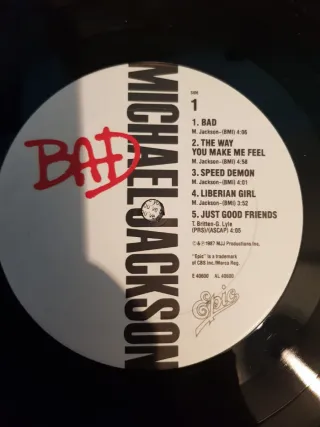 BAD
MICHAEL JACKSON
SIDE
1
1. BAD
M. Jackson-(BMI) 4:06
2. THE WAY
YOU MAKE ME FEEL
M. Jackson-(BMI) 4:58
3. SPEED DEMON
M. Jackson-(BMI) 4:01
4. LIBERIAN GIRL
M. Jackson-(BMI) 3:52
5. JUST GOOD FRIENDS
T. Britten-G. Lyle
(PRS)/(ASCAP) 4:05
©&℗ 1987 MJJ Productions Inc.
"Epic" is a trademark
of CBS Inc./Marca Reg.
E 40600 AL 40600
Epic